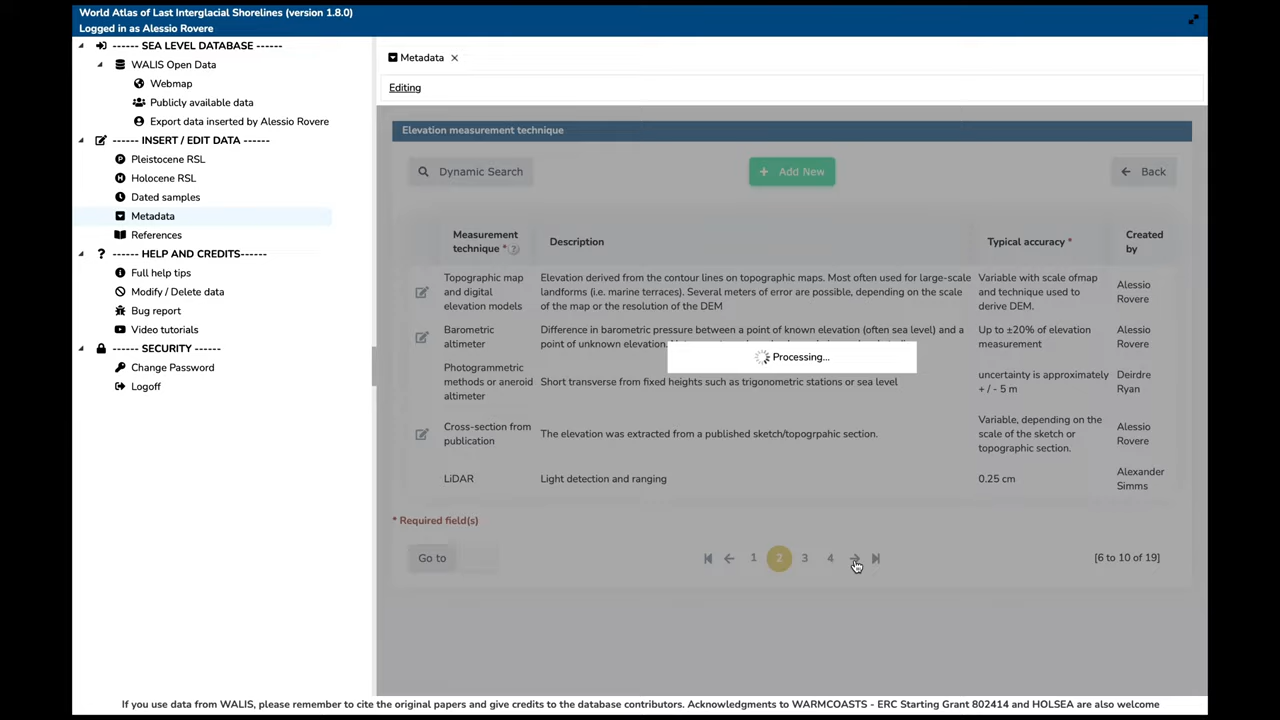 World Atlas of Last Interglacial Shorelines (version 1.8.0)
Logged in as Alessio Rovere
------ SEA LEVEL DATABASE ------
WALIS Open Data
Webmap
Publicly available data
Export data inserted by Alessio Rovere
------ INSERT / EDIT DATA ------
Pleistocene RSL
Holocene RSL
Dated samples
Metadata
References
------ HELP AND CREDITS------
Full help tips
Modify / Delete data
Bug report
Video tutorials
------ SECURITY ------
Change Password
Logoff
Metadata
Editing
Elevation measurement technique
Dynamic Search
+ Add New
Back
Measurement
technique *
Description
Typical accuracy *
Created
by
Topographic map
and digital
elevation models
Elevation derived from the contour lines on topographic maps. Most often used for large-scale
landforms (i.e. marine terraces). Several meters of error are possible, depending on the scale
of the map or the resolution of the DEM
Variable with scale ofmap
and technique used to
derive DEM.
Alessio
Rovere
Barometric
altimeter
Difference in barometric pressure between a point of known elevation (often sea level) and a
point of unknown elevation.
Up to ±20% of elevation
measurement
Alessio
Rovere
Processing...
Photogrammetric
methods or aneroid
altimeter
Short transverse from fixed heights such as trigonometric stations or sea level
uncertainty is approximately
+ / - 5 m
Deirdre
Ryan
Cross-section from
publication
The elevation was extracted from a published sketch/topogrpahic section.
Variable, depending on the
scale of the sketch or
topographic section.
Alessio
Rovere
LiDAR
Light detection and ranging
0.25 cm
Alexander
Simms
* Required field(s)
Go to
1 2 3 4
[6 to 10 of 19]
If you use data from WALIS, please remember to cite the original papers and give credits to the database contributors. Acknowledgments to WARMCOASTS - ERC Starting Grant 802414 and HOLSEA are also welcome